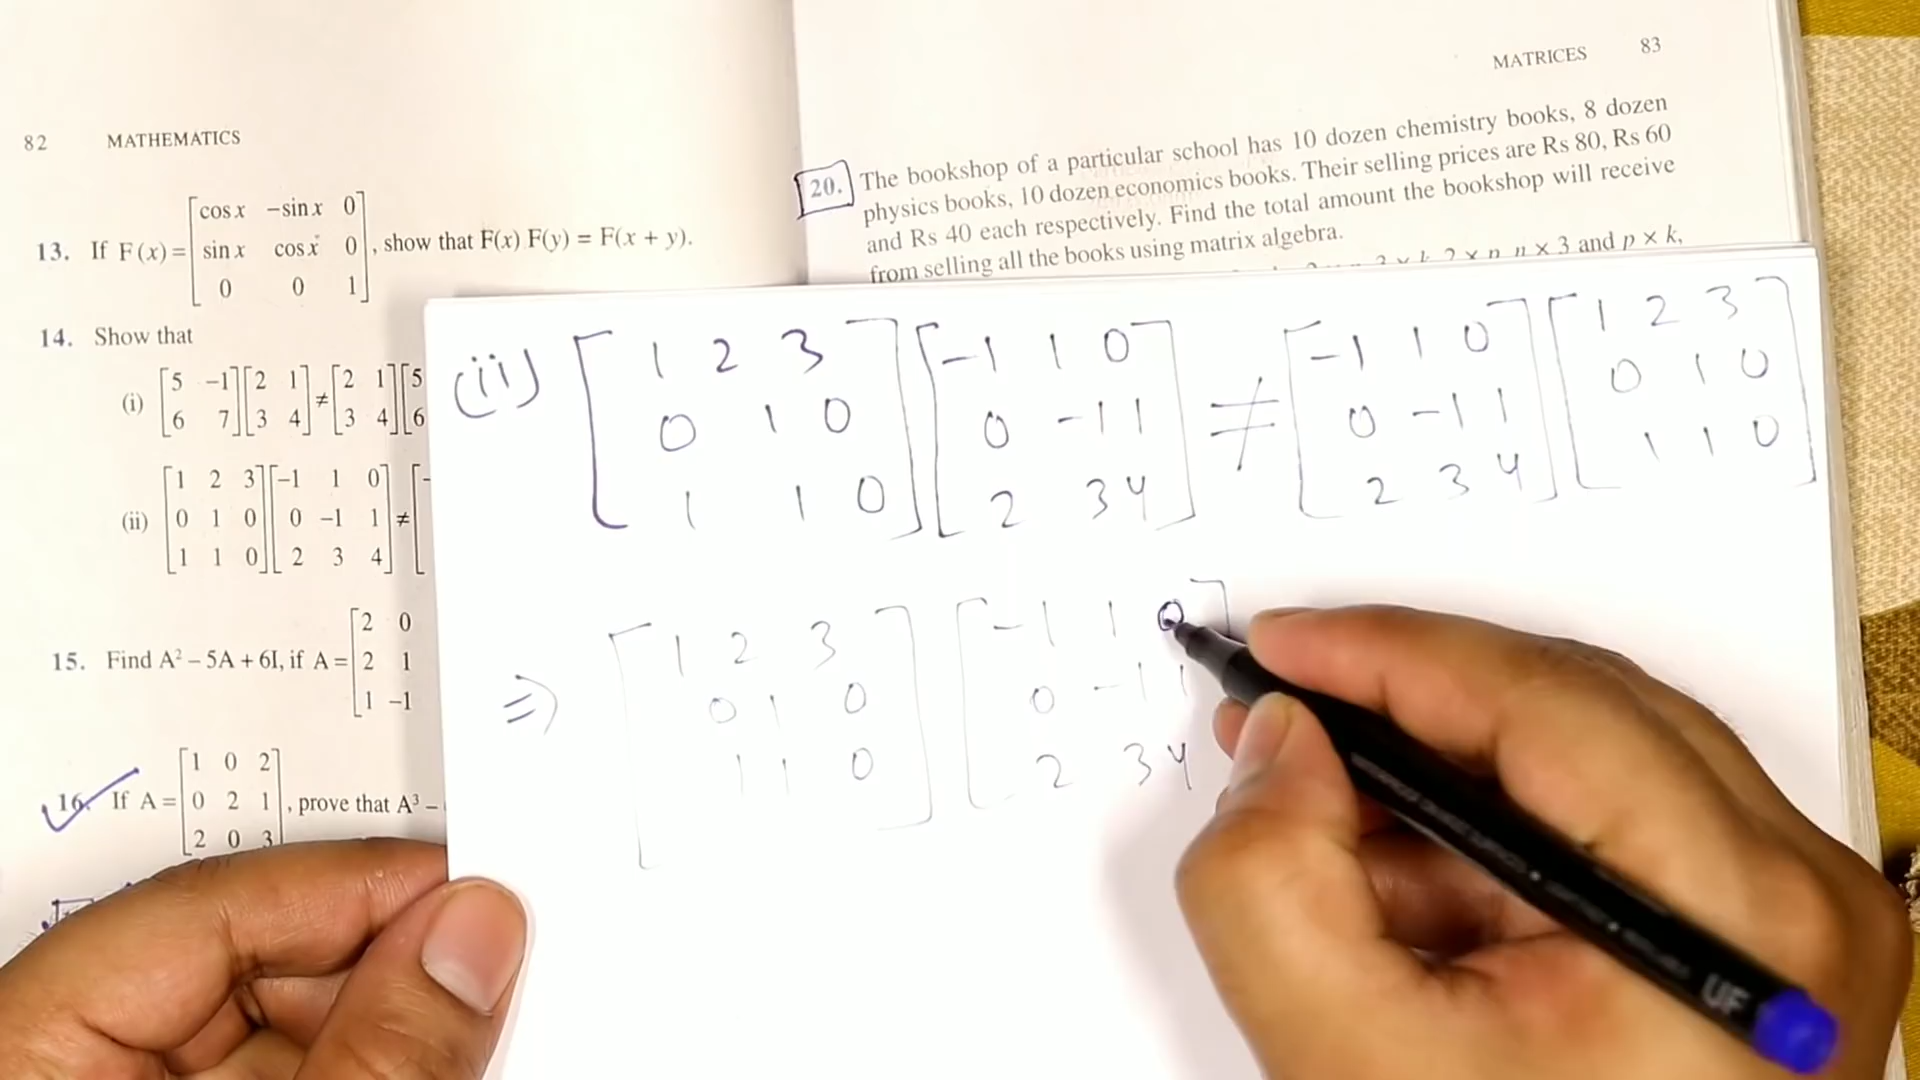 82 MATHEMATICS
13. If F(x) = [cos x -sin x 0
sin x cos x 0
0 0 1], show that F(x) F(y) = F(x + y).
14. Show that
(i) [5 -1
6 7] [2 1
3 4] ≠ [2 1
3 4] [5
6
(ii) [1 2 3
0 1 0
1 1 0] [-1 1 0
0 -1 1
2 3 4] ≠ [-
15. Find A² – 5A + 6I, if A = [2 0
2 1
1 -1
16. If A = [1 0 2
0 2 1
2 0 3], prove that A³ –
MATRICES 83
20. The bookshop of a particular school has 10 dozen chemistry books, 8 dozen
physics books, 10 dozen economics books. Their selling prices are Rs 80, Rs 60
and Rs 40 each respectively. Find the total amount the bookshop will receive
from selling all the books using matrix algebra.
n × 3 and p × k,
(ii) [1 2 3
0 1 0
1 1 0] [-1 1 0
0 -1 1
2 3 4] ≠ [-1 1 0
0 -1 1
2 3 4] [1 2 3
0 1 0
1 1 0]
⇒ [1 2 3
0 1 0
1 1 0] [-1 1 0
0 -1 1
2 3 4
UF